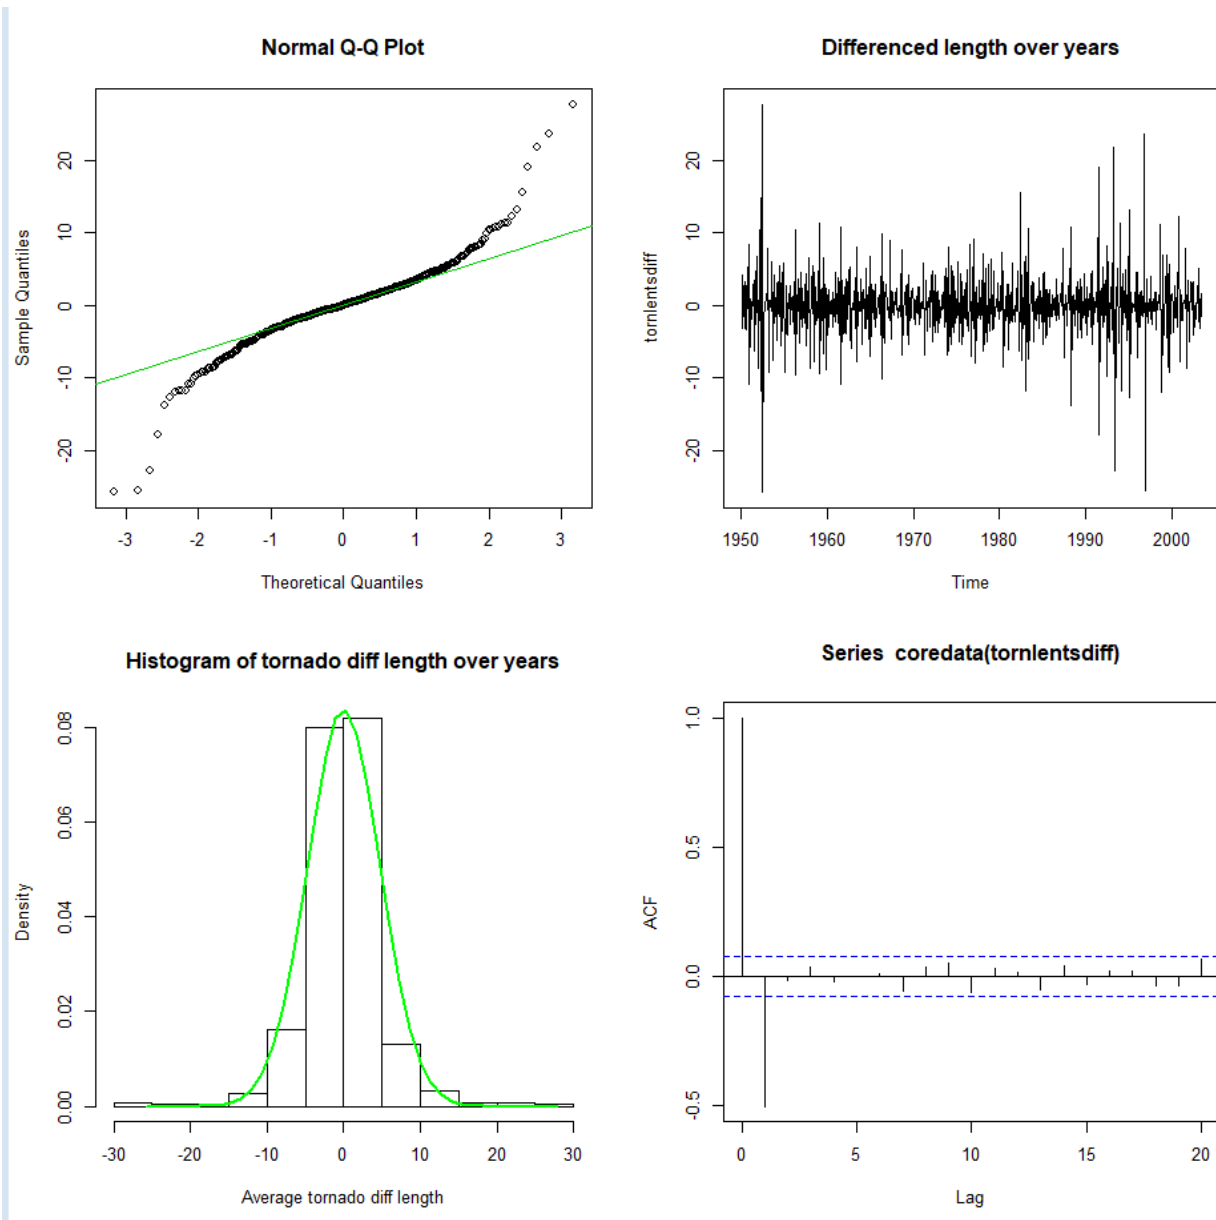 Normal Q-Q Plot
Sample Quantiles
20
10
0
-10
-20
-3 -2 -1 0 1 2 3
Theoretical Quantiles
Differenced length over years
tornlentsdiff
20
10
0
-10
-20
1950 1960 1970 1980 1990 2000
Time
Histogram of tornado diff length over years
Density
0.08
0.06
0.04
0.02
0.00
-30 -20 -10 0 10 20 30
Average tornado diff length
Series coredata(tornlentsdiff)
ACF
1.0
0.5
0.0
-0.5
0 5 10 15 20
Lag